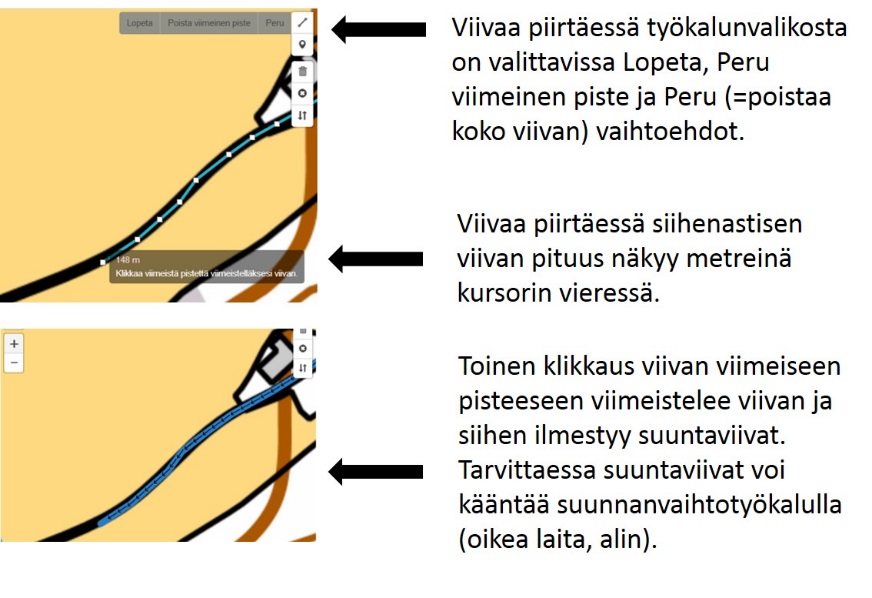 Lopeta Poista viimeinen piste Peru
Viivaa piirtäessä työkalunvalikosta
on valittavissa Lopeta, Peru
viimeinen piste ja Peru (=poistaa
koko viivan) vaihtoehdot.
148 m
Klikkaa viimeistä pistettä viimeistelläksesi viivan.
Viivaa piirtäessä siihenastisen
viivan pituus näkyy metreinä
kursorin vieressä.
+
−
Toinen klikkaus viivan viimeiseen
pisteeseen viimeistelee viivan ja
siihen ilmestyy suuntaviivat.
Tarvittaessa suuntaviivat voi
kääntää suunnanvaihtotyökalulla
(oikea laita, alin).